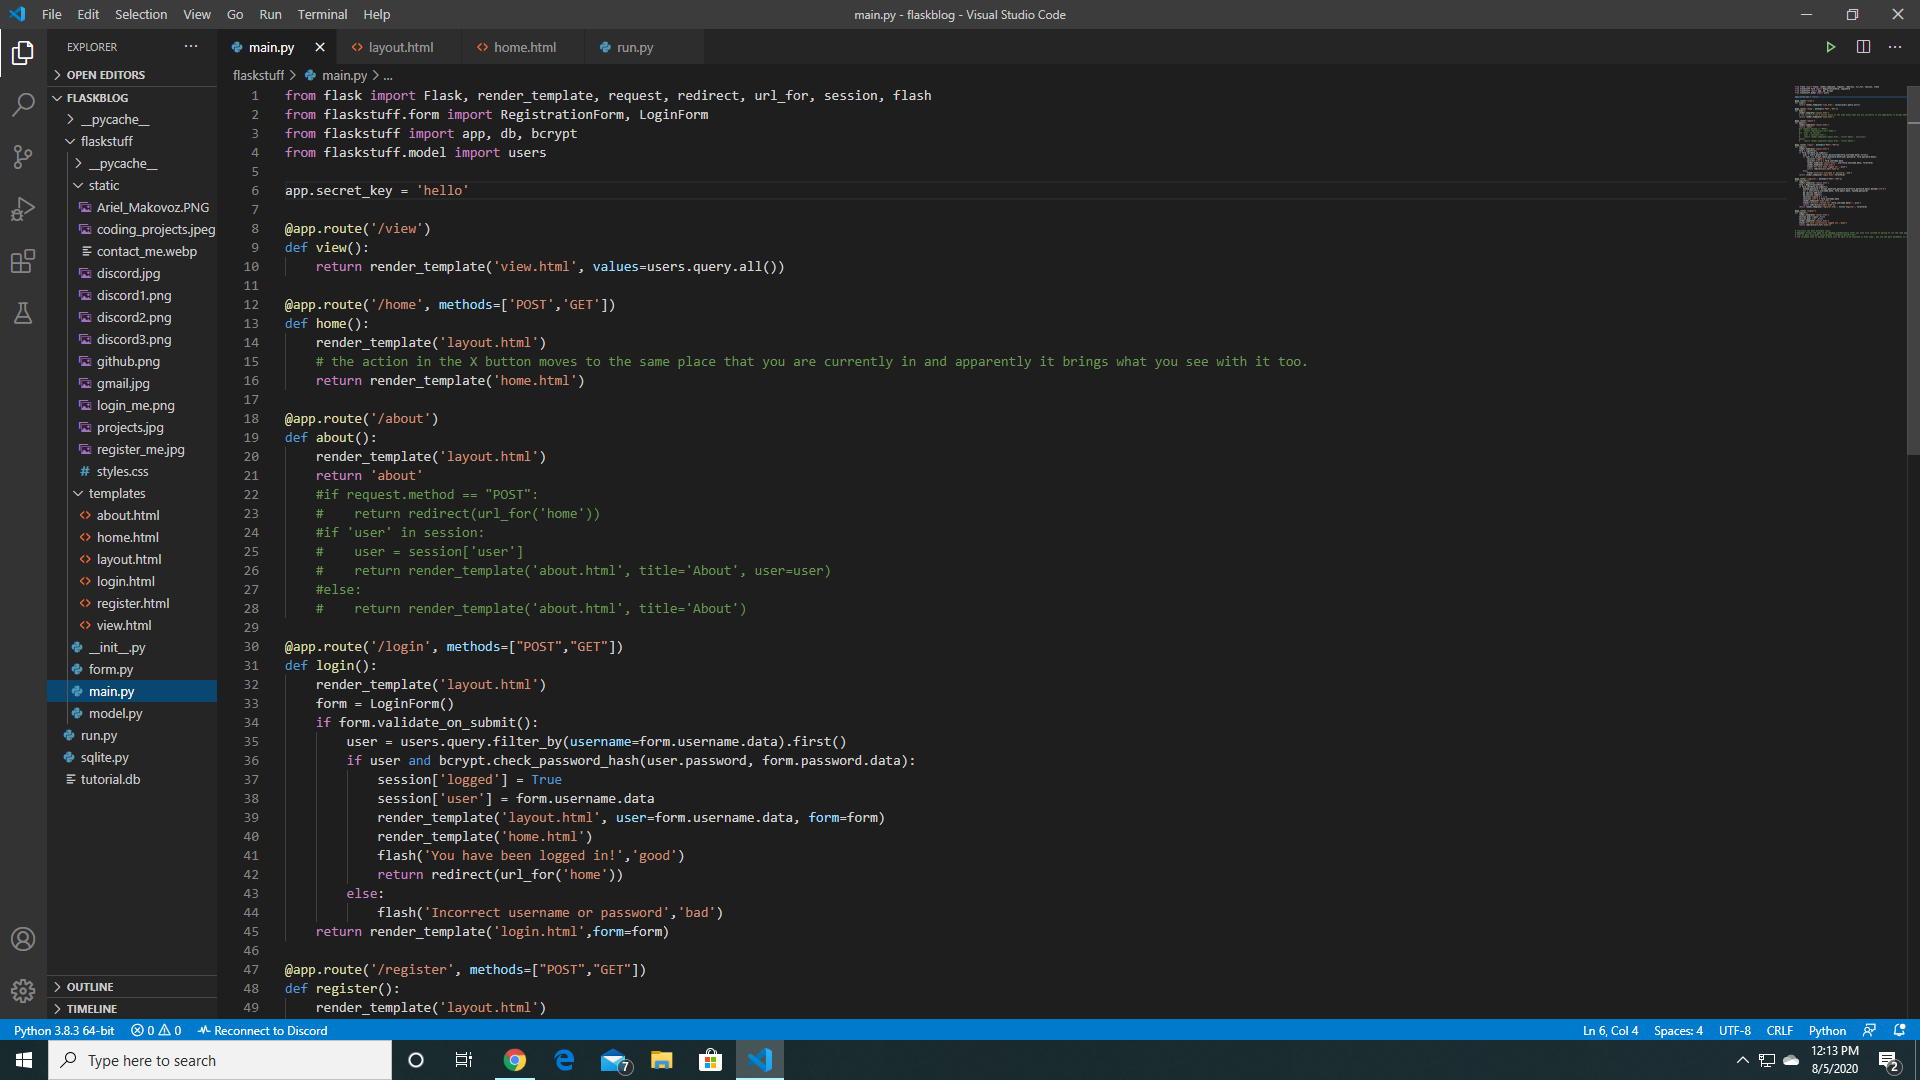 File Edit Selection View Go Run Terminal Help
main.py - flaskblog - Visual Studio Code
EXPLORER
OPEN EDITORS
FLASKBLOG
__pycache__
flaskstuff
__pycache__
static
Ariel_Makovoz.PNG
coding_projects.jpeg
contact_me.webp
discord.jpg
discord1.png
discord2.png
discord3.png
github.png
gmail.jpg
login_me.png
projects.jpg
register_me.jpg
# styles.css
templates
<> about.html
<> home.html
<> layout.html
<> login.html
<> register.html
<> view.html
__init__.py
form.py
main.py
model.py
run.py
sqlite.py
tutorial.db
OUTLINE
TIMELINE
main.py
<> layout.html
<> home.html
run.py
flaskstuff > main.py > ...
1 from flask import Flask, render_template, request, redirect, url_for, session, flash
2 from flaskstuff.form import RegistrationForm, LoginForm
3 from flaskstuff import app, db, bcrypt
4 from flaskstuff.model import users
5
6 app.secret_key = 'hello'
7
8 @app.route('/view')
9 def view():
10     return render_template('view.html', values=users.query.all())
11
12 @app.route('/home', methods=['POST','GET'])
13 def home():
14     render_template('layout.html')
15     # the action in the X button moves to the same place that you are currently in and apparently it brings what you see with it too.
16     return render_template('home.html')
17
18 @app.route('/about')
19 def about():
20     render_template('layout.html')
21     return 'about'
22     #if request.method == "POST":
23     #    return redirect(url_for('home'))
24     #if 'user' in session:
25     #    user = session['user']
26     #    return render_template('about.html', title='About', user=user)
27     #else:
28     #    return render_template('about.html', title='About')
29
30 @app.route('/login', methods=["POST","GET"])
31 def login():
32     render_template('layout.html')
33     form = LoginForm()
34     if form.validate_on_submit():
35         user = users.query.filter_by(username=form.username.data).first()
36         if user and bcrypt.check_password_hash(user.password, form.password.data):
37             session['logged'] = True
38             session['user'] = form.username.data
39             render_template('layout.html', user=form.username.data, form=form)
40             render_template('home.html')
41             flash('You have been logged in!','good')
42             return redirect(url_for('home'))
43         else:
44             flash('Incorrect username or password','bad')
45     return render_template('login.html',form=form)
46
47 @app.route('/register', methods=["POST","GET"])
48 def register():
49     render_template('layout.html')
Python 3.8.3 64-bit 0 0 Reconnect to Discord
Ln 6, Col 4 Spaces: 4 UTF-8 CRLF Python
Type here to search
7
12:13 PM
8/5/2020
2